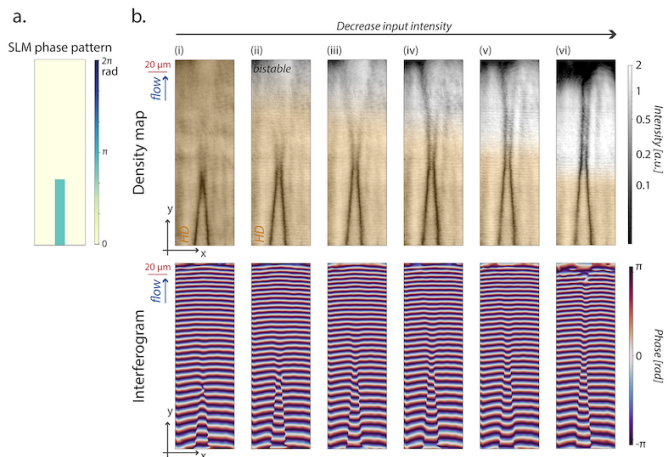 a.
SLM phase pattern
2π
rad
π
0
b.
Decrease input intensity
(i)
(ii)
(iii)
(iv)
(v)
(vi)
20 µm
flow
bistable
Density map
HD
HD
y
x
2
1
0.5
0.2
0.1
Intensity [a.u.]
20 µm
flow
Interferogram
y
x
π
0
-π
Phase [rad]